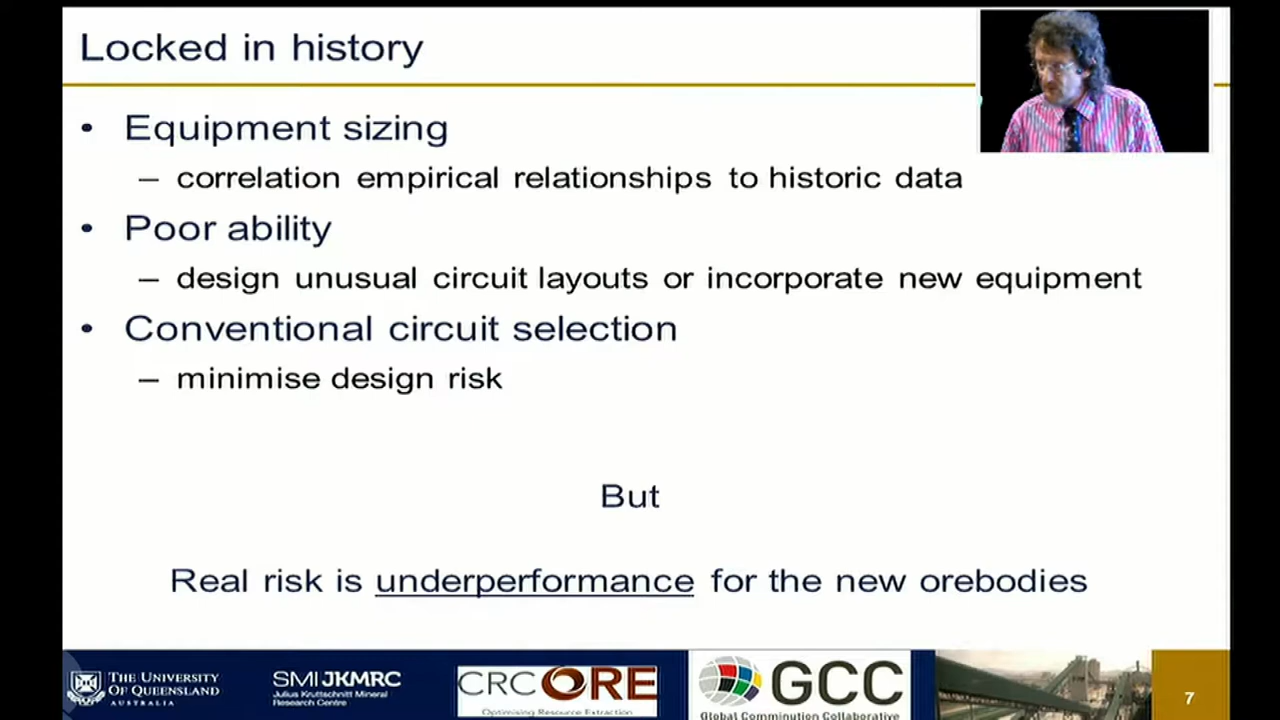 Locked in history
• Equipment sizing
– correlation empirical relationships to historic data
• Poor ability
– design unusual circuit layouts or incorporate new equipment
• Conventional circuit selection
– minimise design risk
But
Real risk is underperformance for the new orebodies
THE UNIVERSITY
OF QUEENSLAND
AUSTRALIA
SMI JKMRC
Julius Kruttschnitt Mineral
Research Centre
CRC ORE
Optimising Resource Extraction
GCC
Global Comminution Collaborative
7